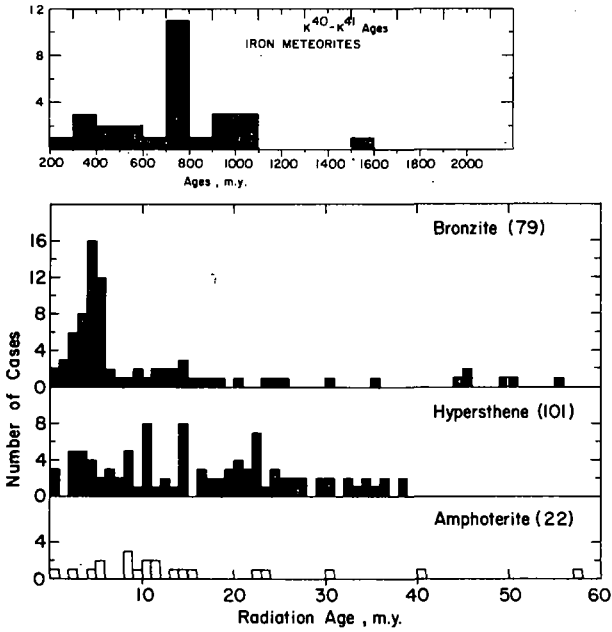 12
K⁴⁰-K⁴¹ Ages
IRON METEORITES
8
4
200 400 600 800 1000 1200 1400 1600 1800 2000
Ages, m.y.
Bronzite (79)
16
12
8
4
0
Hypersthene (101)
8
4
0
Amphoterite (22)
4
0
Number of Cases
10 20 30 40 50 60
Radiation Age, m.y.